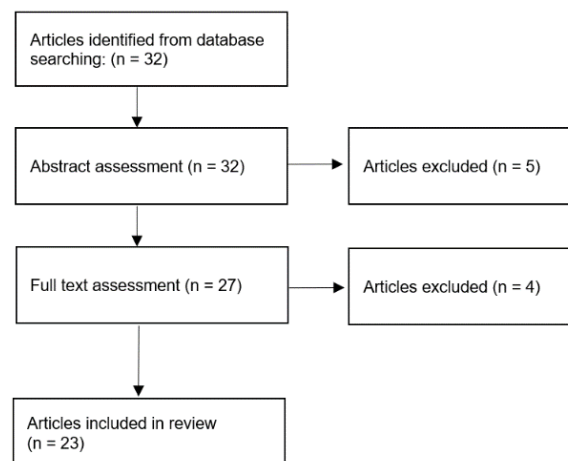 Articles identified from database
searching: (n = 32)
Abstract assessment (n = 32)
Articles excluded (n = 5)
Full text assessment (n = 27)
Articles excluded (n = 4)
Articles included in review
(n = 23)